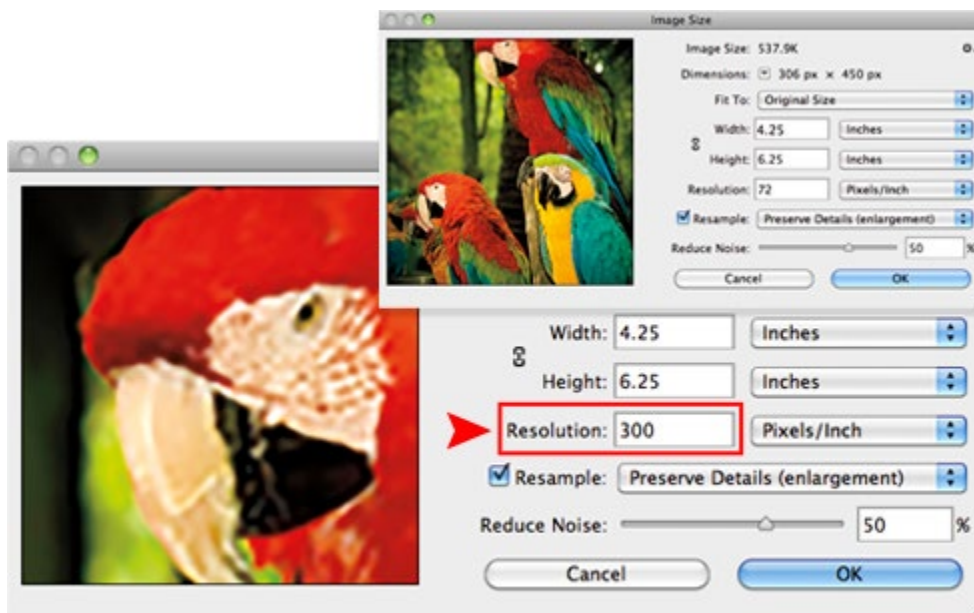 Image Size
Image Size: 537.9K
Dimensions: 306 px × 450 px
Fit To: Original Size
Width: 4.25 Inches
Height: 6.25 Inches
Resolution: 72 Pixels/Inch
Resample: Preserve Details (enlargement)
Reduce Noise: 50 %
Cancel OK
Width: 4.25 Inches
Height: 6.25 Inches
Resolution: 300 Pixels/Inch
Resample: Preserve Details (enlargement)
Reduce Noise: 50 %
Cancel OK